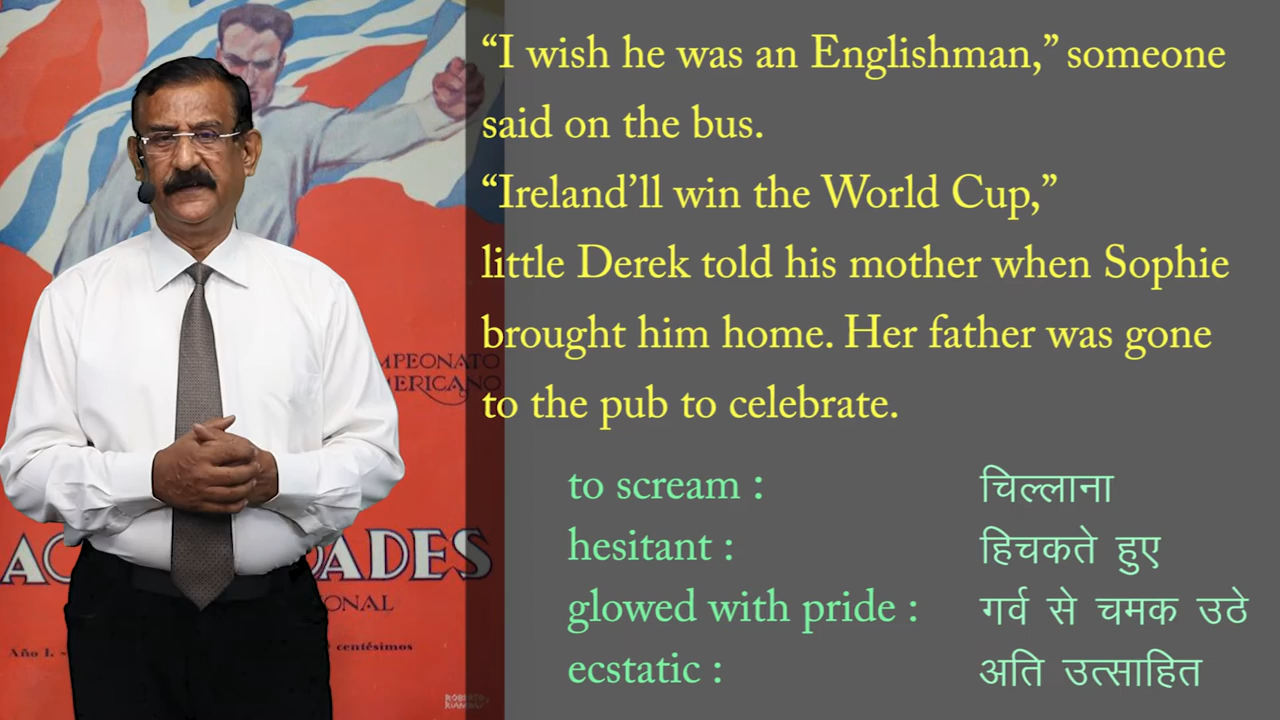 “I wish he was an Englishman,” someone
said on the bus.
“Ireland’ll win the World Cup,”
little Derek told his mother when Sophie
brought him home. Her father was gone
to the pub to celebrate.
to scream : चिल्लाना
hesitant : हिचकते हुए
glowed with pride : गर्व से चमक उठे
ecstatic : अति उत्साहित
MPEONATO
ERICANO
DADES
ONAL
Año I. centésimos